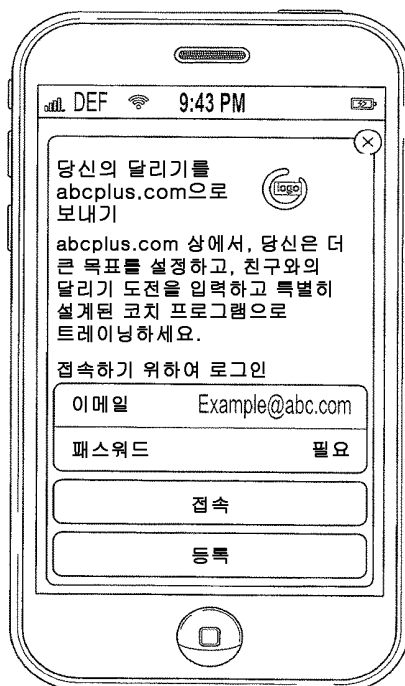 DEF 9:43 PM
당신의 달리기를
abcplus.com으로
보내기
logo
abcplus.com 상에서, 당신은 더
큰 목표를 설정하고, 친구와의
달리기 도전을 입력하고 특별히
설계된 코치 프로그램으로
트레이닝하세요.
접속하기 위하여 로그인
이메일 Example@abc.com
패스워드 필요
접속
등록